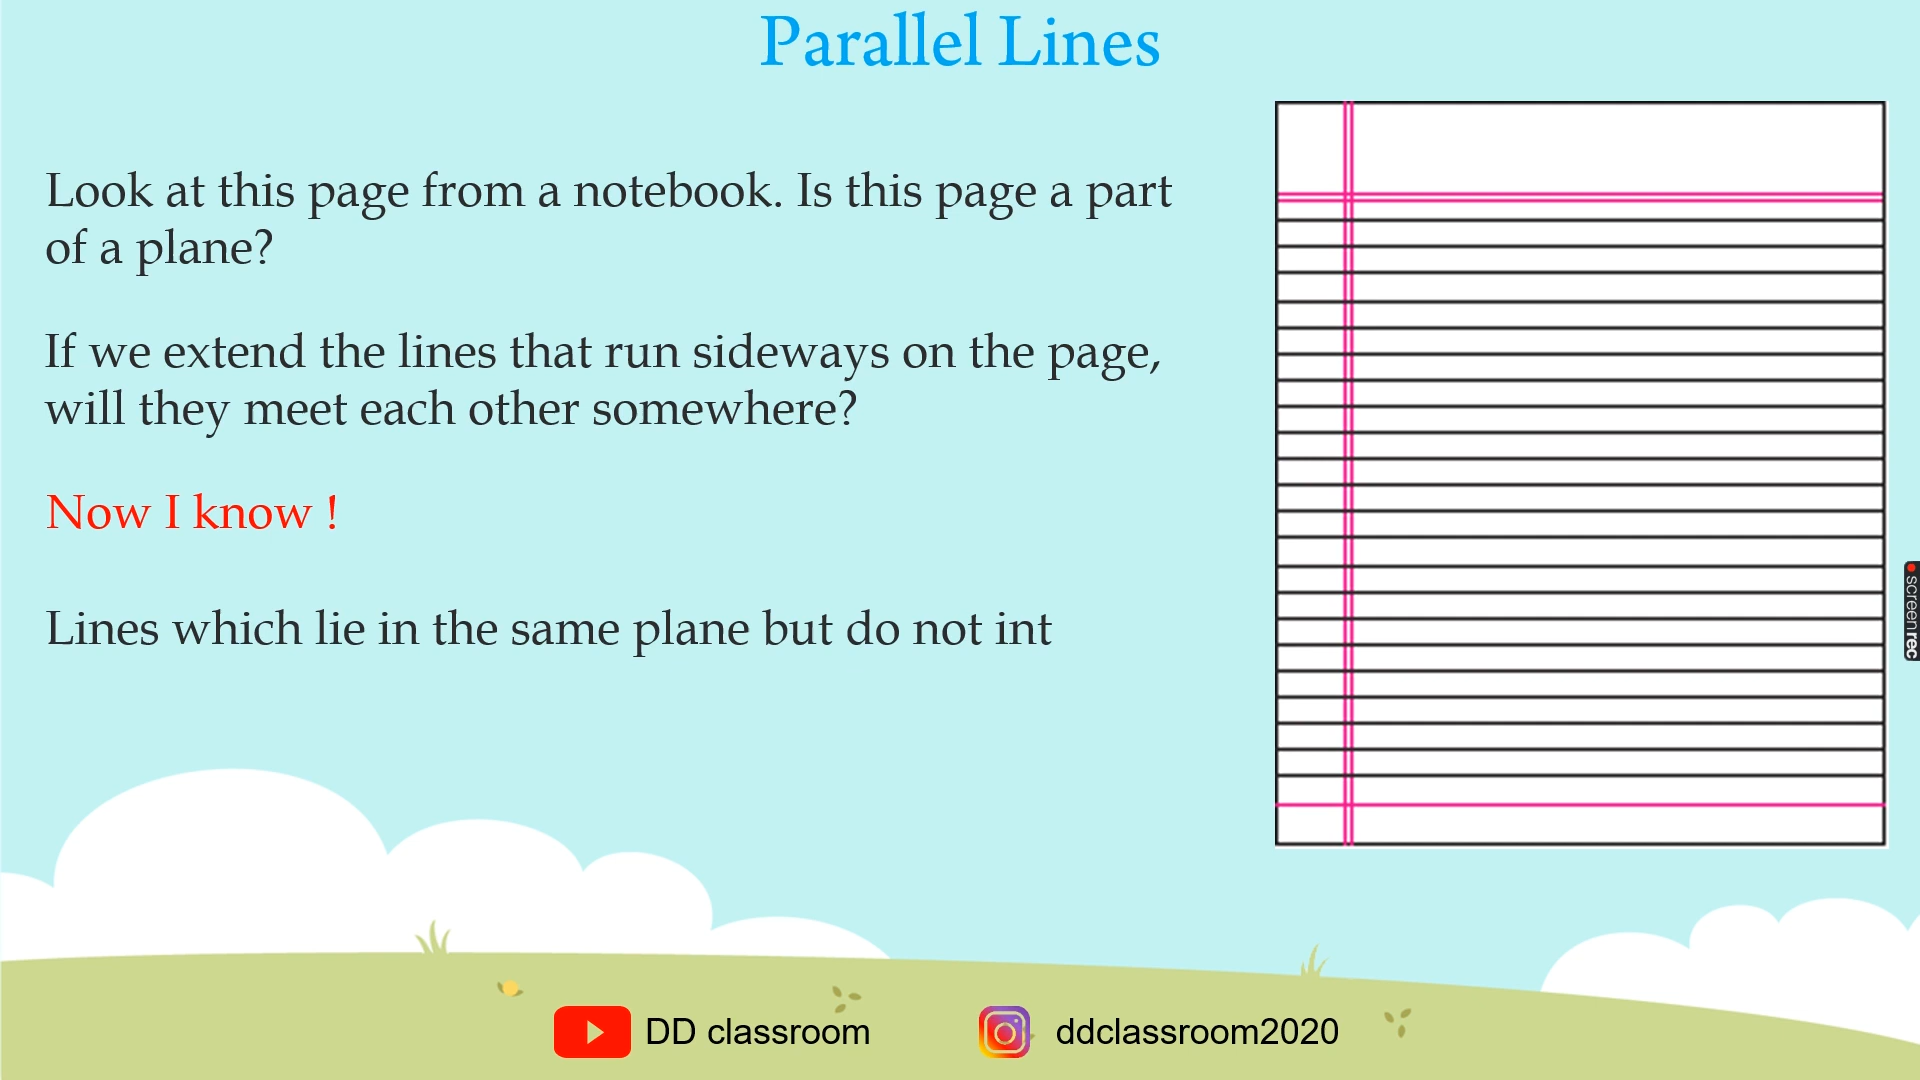 Parallel Lines
Look at this page from a notebook. Is this page a part
of a plane?
If we extend the lines that run sideways on the page,
will they meet each other somewhere?
Now I know !
Lines which lie in the same plane but do not int
screenrec
DD classroom
ddclassroom2020